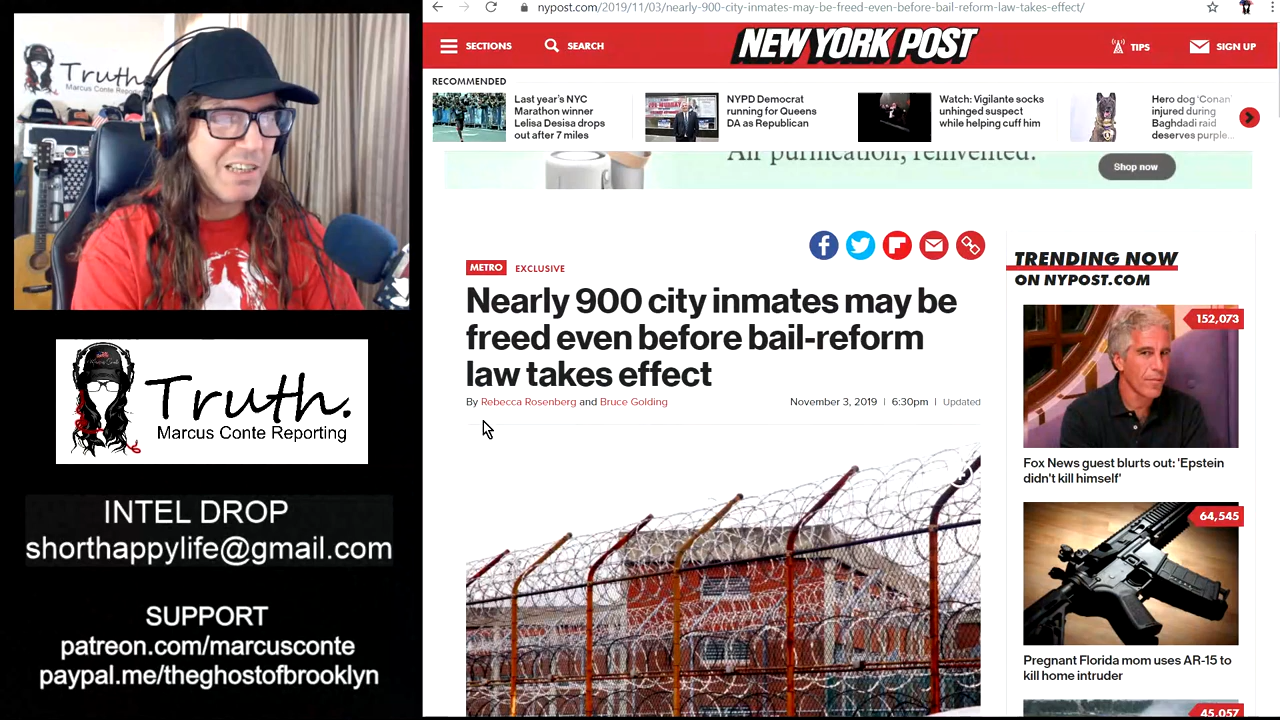 Truth.
Marcus Conte Reporting
Truth.
Marcus Conte Reporting
INTEL DROP
shorthappylife@gmail.com
SUPPORT
patreon.com/marcusconte
paypal.me/theghostofbrooklyn
nypost.com/2019/11/03/nearly-900-city-inmates-may-be-freed-even-before-bail-reform-law-takes-effect/
SECTIONS
SEARCH
NEW YORK POST
TIPS
SIGN UP
RECOMMENDED
Last year's NYC
Marathon winner
Lelisa Desisa drops
out after 7 miles
NYPD Democrat
running for Queens
DA as Republican
Watch: Vigilante socks
unhinged suspect
while helping cuff him
Hero dog 'Conan'
injured during
Baghdadi raid
deserves purple...
Air purification, reinvented.
Shop now
METRO EXCLUSIVE
Nearly 900 city inmates may be
freed even before bail-reform
law takes effect
By Rebecca Rosenberg and Bruce Golding
November 3, 2019 | 6:30pm | Updated
TRENDING NOW
ON NYPOST.COM
152,073
Fox News guest blurts out: 'Epstein
didn't kill himself'
64,545
Pregnant Florida mom uses AR-15 to
kill home intruder
45,057